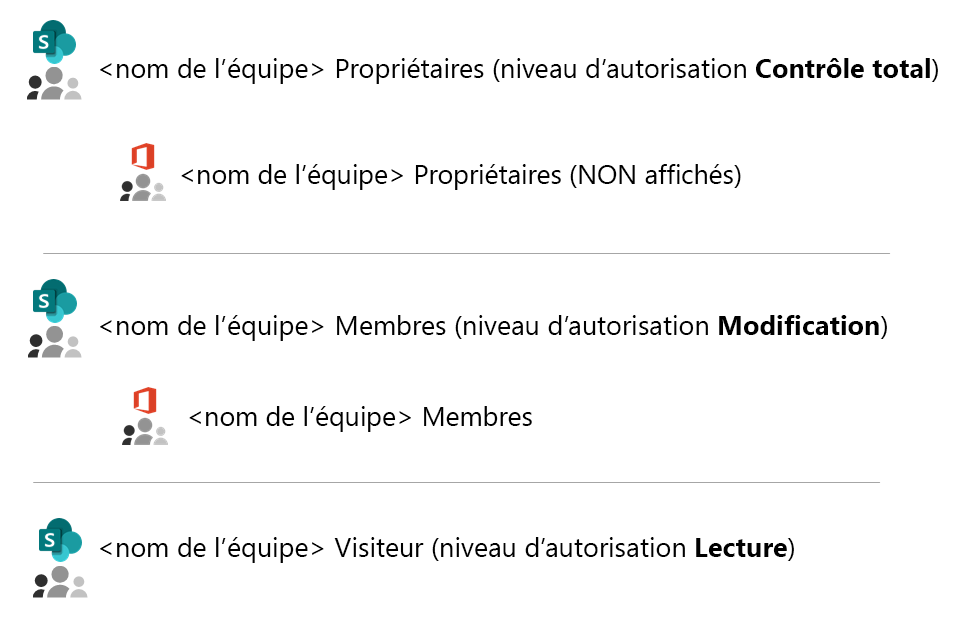 S
<nom de l’équipe> Propriétaires (niveau d’autorisation Contrôle total)
<nom de l’équipe> Propriétaires (NON affichés)
S
<nom de l’équipe> Membres (niveau d’autorisation Modification)
<nom de l’équipe> Membres
S
<nom de l’équipe> Visiteur (niveau d’autorisation Lecture)